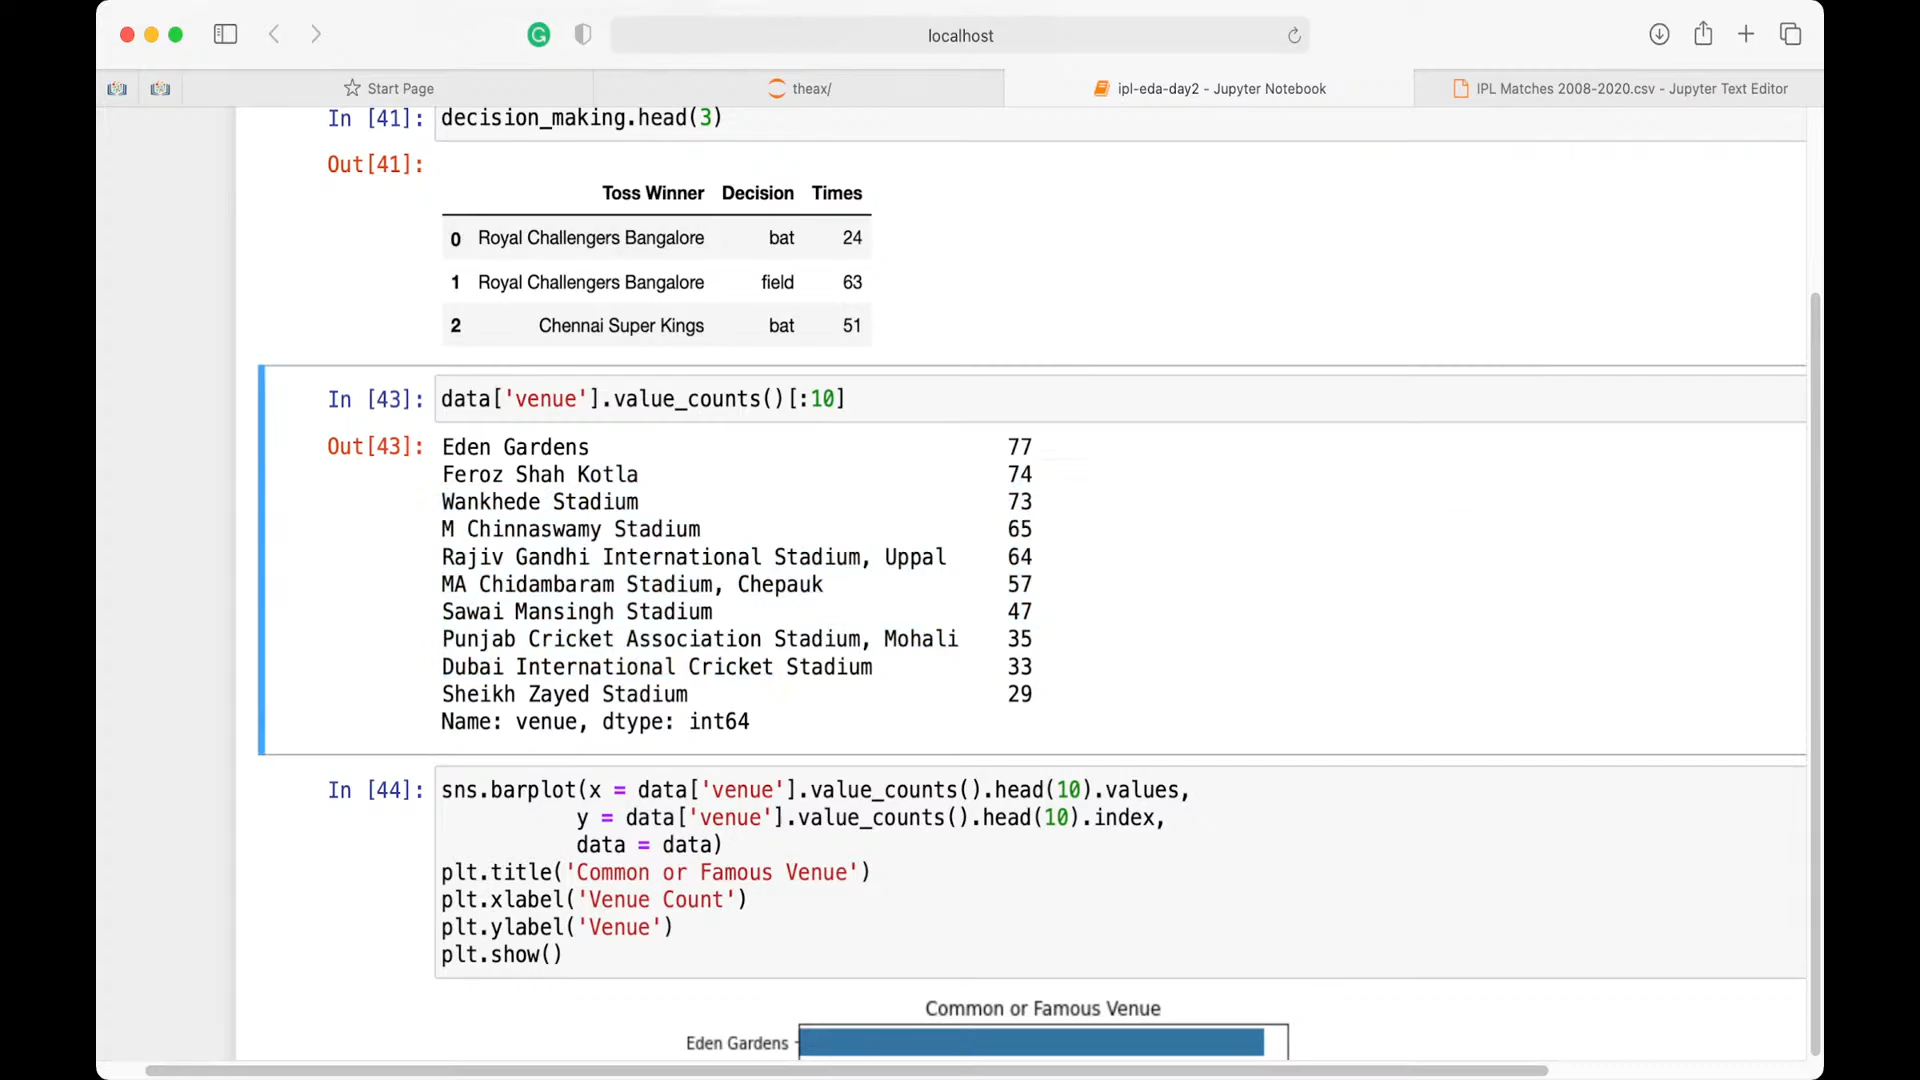 localhost
Start Page
theax/
ipl-eda-day2 - Jupyter Notebook
IPL Matches 2008-2020.csv - Jupyter Text Editor
In [41]: decision_making.head(3)
Out[41]:
Toss Winner Decision Times
0 Royal Challengers Bangalore bat 24
1 Royal Challengers Bangalore field 63
2 Chennai Super Kings bat 51
In [43]: data['venue'].value_counts()[:10]
Out[43]: Eden Gardens 77
Feroz Shah Kotla 74
Wankhede Stadium 73
M Chinnaswamy Stadium 65
Rajiv Gandhi International Stadium, Uppal 64
MA Chidambaram Stadium, Chepauk 57
Sawai Mansingh Stadium 47
Punjab Cricket Association Stadium, Mohali 35
Dubai International Cricket Stadium 33
Sheikh Zayed Stadium 29
Name: venue, dtype: int64
In [44]: sns.barplot(x = data['venue'].value_counts().head(10).values,
y = data['venue'].value_counts().head(10).index,
data = data)
plt.title('Common or Famous Venue')
plt.xlabel('Venue Count')
plt.ylabel('Venue')
plt.show()
Common or Famous Venue
Eden Gardens